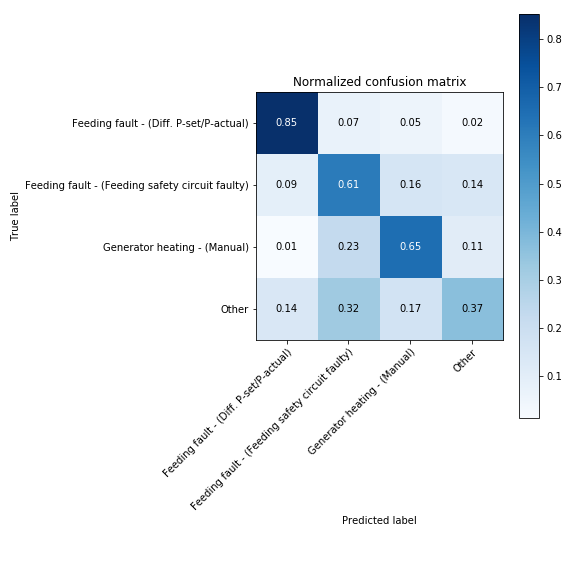 Normalized confusion matrix
True label
Feeding fault - (Diff. P-set/P-actual)
0.85 0.07 0.05 0.02
Feeding fault - (Feeding safety circuit faulty)
0.09 0.61 0.16 0.14
Generator heating - (Manual)
0.01 0.23 0.65 0.11
Other
0.14 0.32 0.17 0.37
Feeding fault - (Diff. P-set/P-actual)
Feeding fault - (Feeding safety circuit faulty)
Generator heating - (Manual)
Other
Predicted label
0.8
0.7
0.6
0.5
0.4
0.3
0.2
0.1